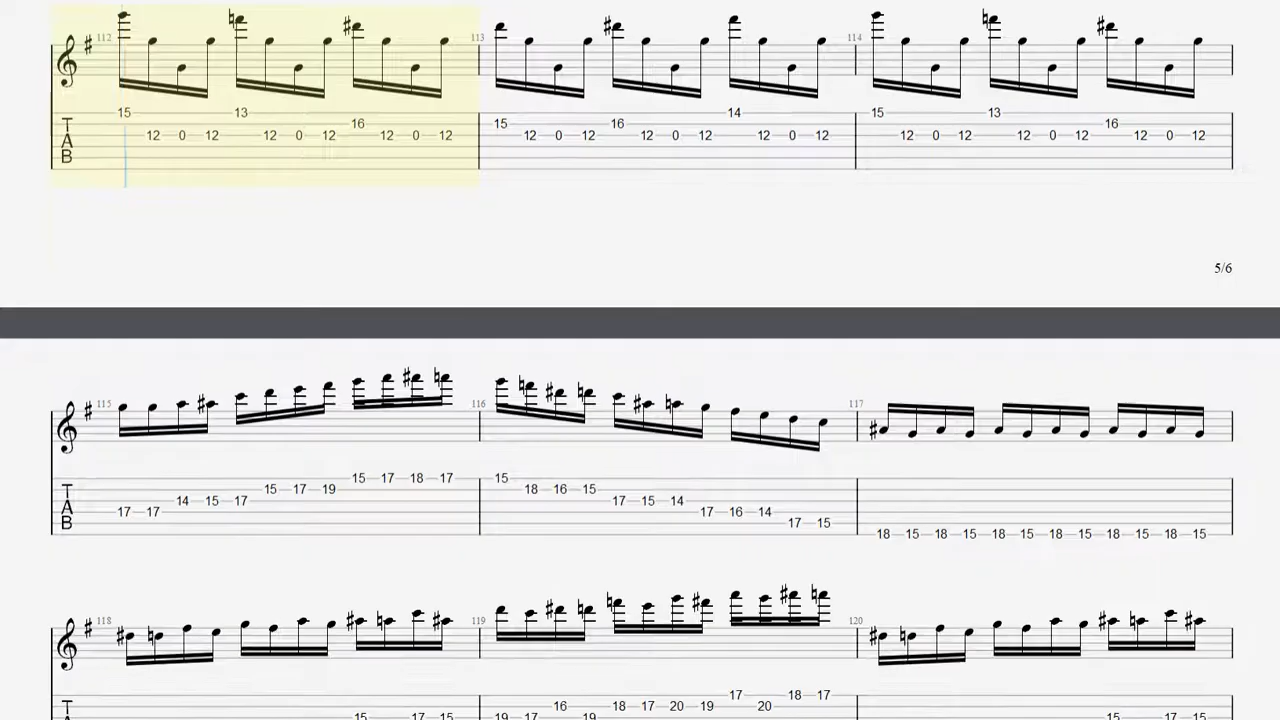 112 113 114
15 13 14 15 13
T 16 15 16 16
A 12 0 12 12 0 12 12 0 12 12 0 12 12 0 12 12 0 12 12 0 12 12 0 12 12 0 12
B
5/6
115 116 117
15 17 18 17 15
T 15 17 19 18 16 15
A 14 15 17 17 15 14
17 17 17 16 14
B 17 15
18 15 18 15 18 15 18 15 18 15 18 15
118 119 120
17 18 17
T 16 18 17 20 19 20
15 17 15 19 17 19 15 17 15